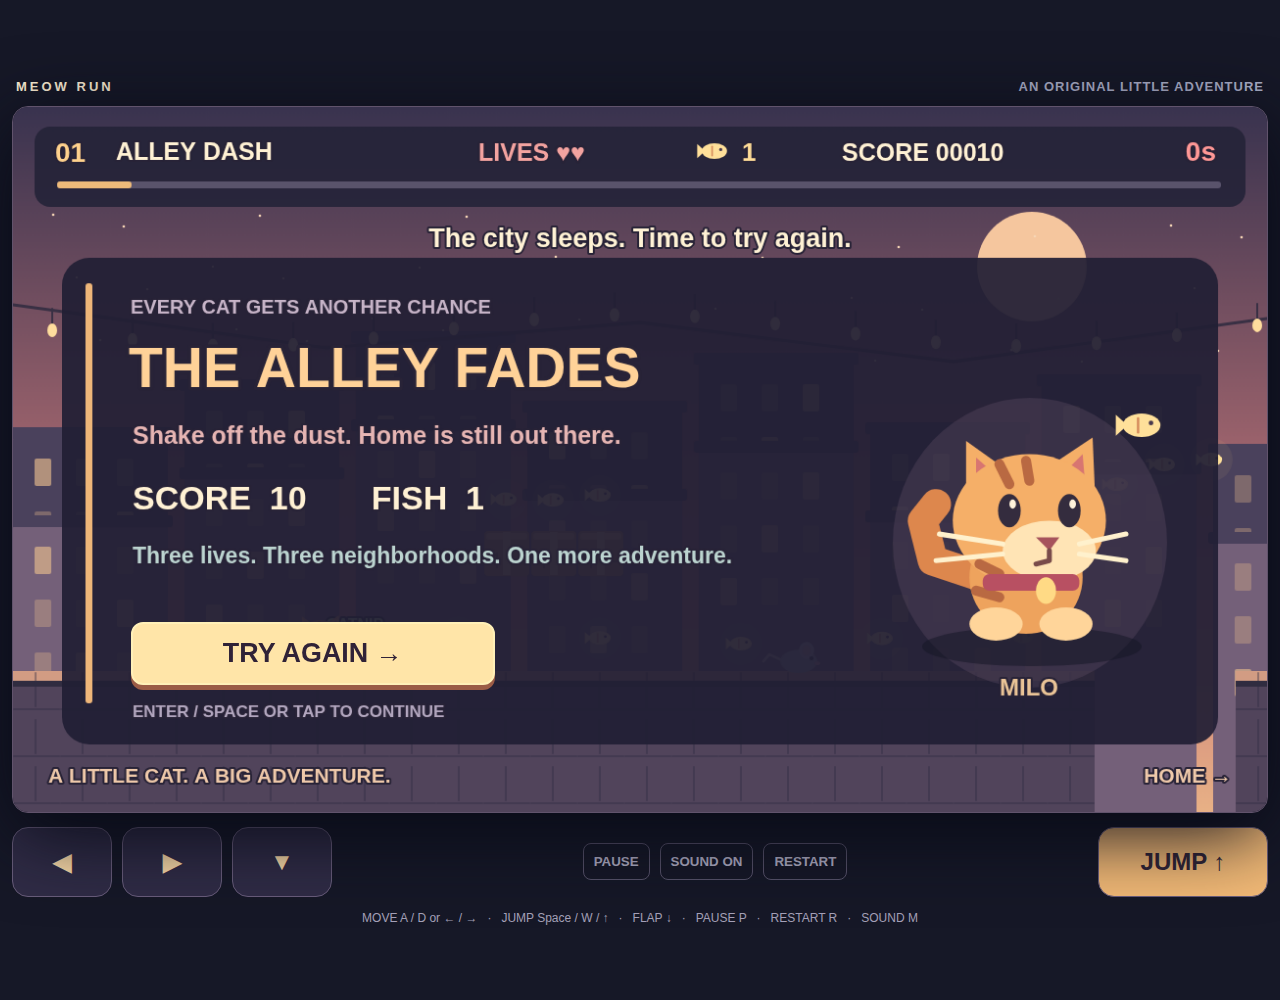 MEOW RUN
AN ORIGINAL LITTLE ADVENTURE
01 ALLEY DASH LIVES ♥♥ 1 SCORE 00010 0s
The city sleeps. Time to try again.
EVERY CAT GETS ANOTHER CHANCE
THE ALLEY FADES
Shake off the dust. Home is still out there.
SCORE 10 FISH 1
Three lives. Three neighborhoods. One more adventure.
TRY AGAIN →
ENTER / SPACE OR TAP TO CONTINUE
MILO
A LITTLE CAT. A BIG ADVENTURE.
HOME →
◀ ▶ ▼
PAUSE SOUND ON RESTART
JUMP ↑
MOVE A / D or ← / → · JUMP Space / W / ↑ · FLAP ↓ · PAUSE P · RESTART R · SOUND M